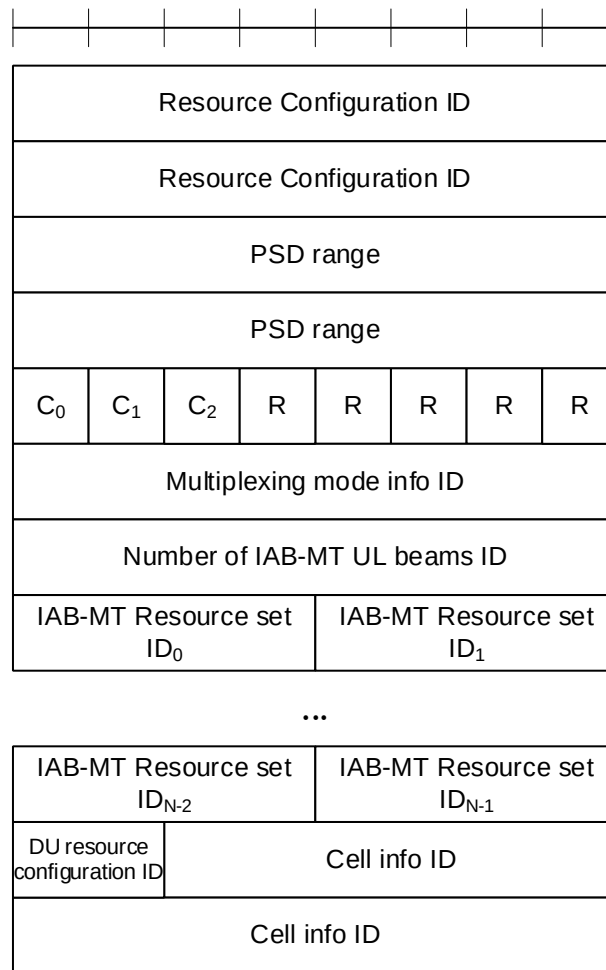 Resource Configuration ID
Resource Configuration ID
PSD range
PSD range
C₀ C₁ C₂ R R R R R
Multiplexing mode info ID
Number of IAB-MT UL beams ID
IAB-MT Resource set ID₀
IAB-MT Resource set ID₁
...
IAB-MT Resource set ID_N-2
IAB-MT Resource set ID_N-1
DU resource configuration ID
Cell info ID
Cell info ID